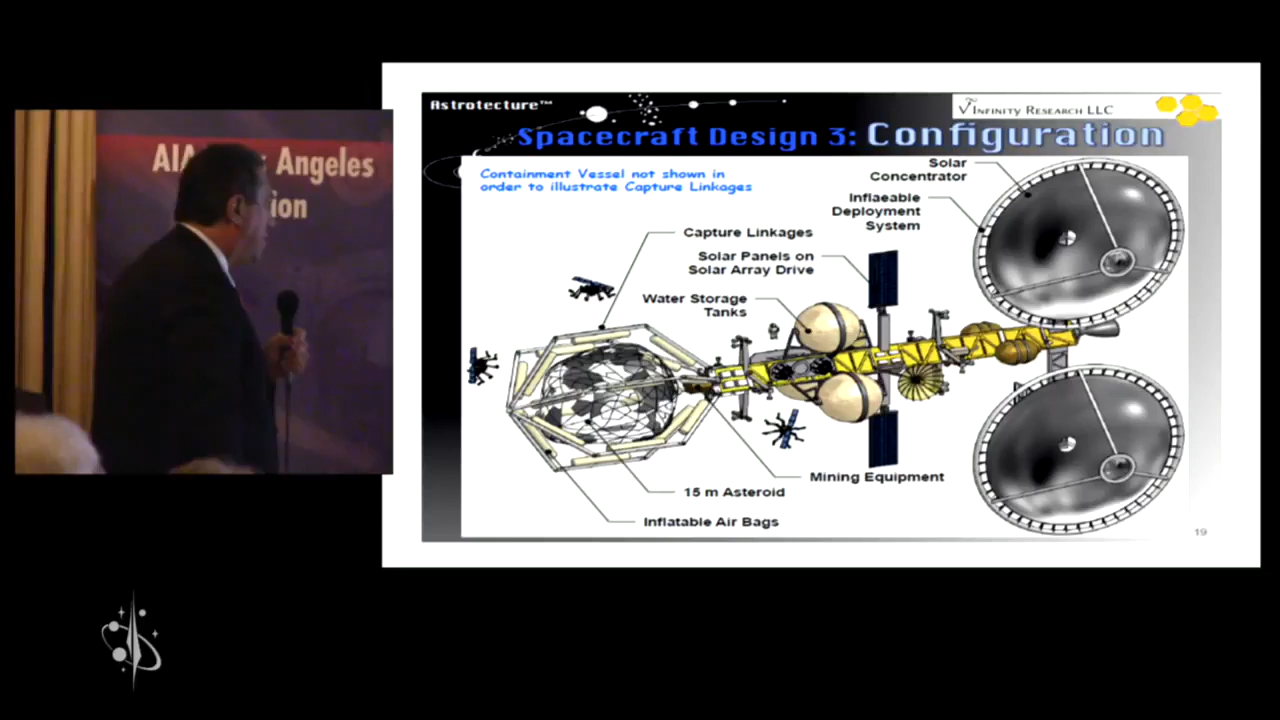 AIA Angeles
ion
Astrotecture™
INFINITY RESEARCH LLC
Spacecraft Design 3: Configuration
Containment Vessel not shown in
order to illustrate Capture Linkages
Solar
Concentrator
Inflaeable
Deployment
System
Capture Linkages
Solar Panels on
Solar Array Drive
Water Storage
Tanks
Mining Equipment
15 m Asteroid
Inflatable Air Bags
19